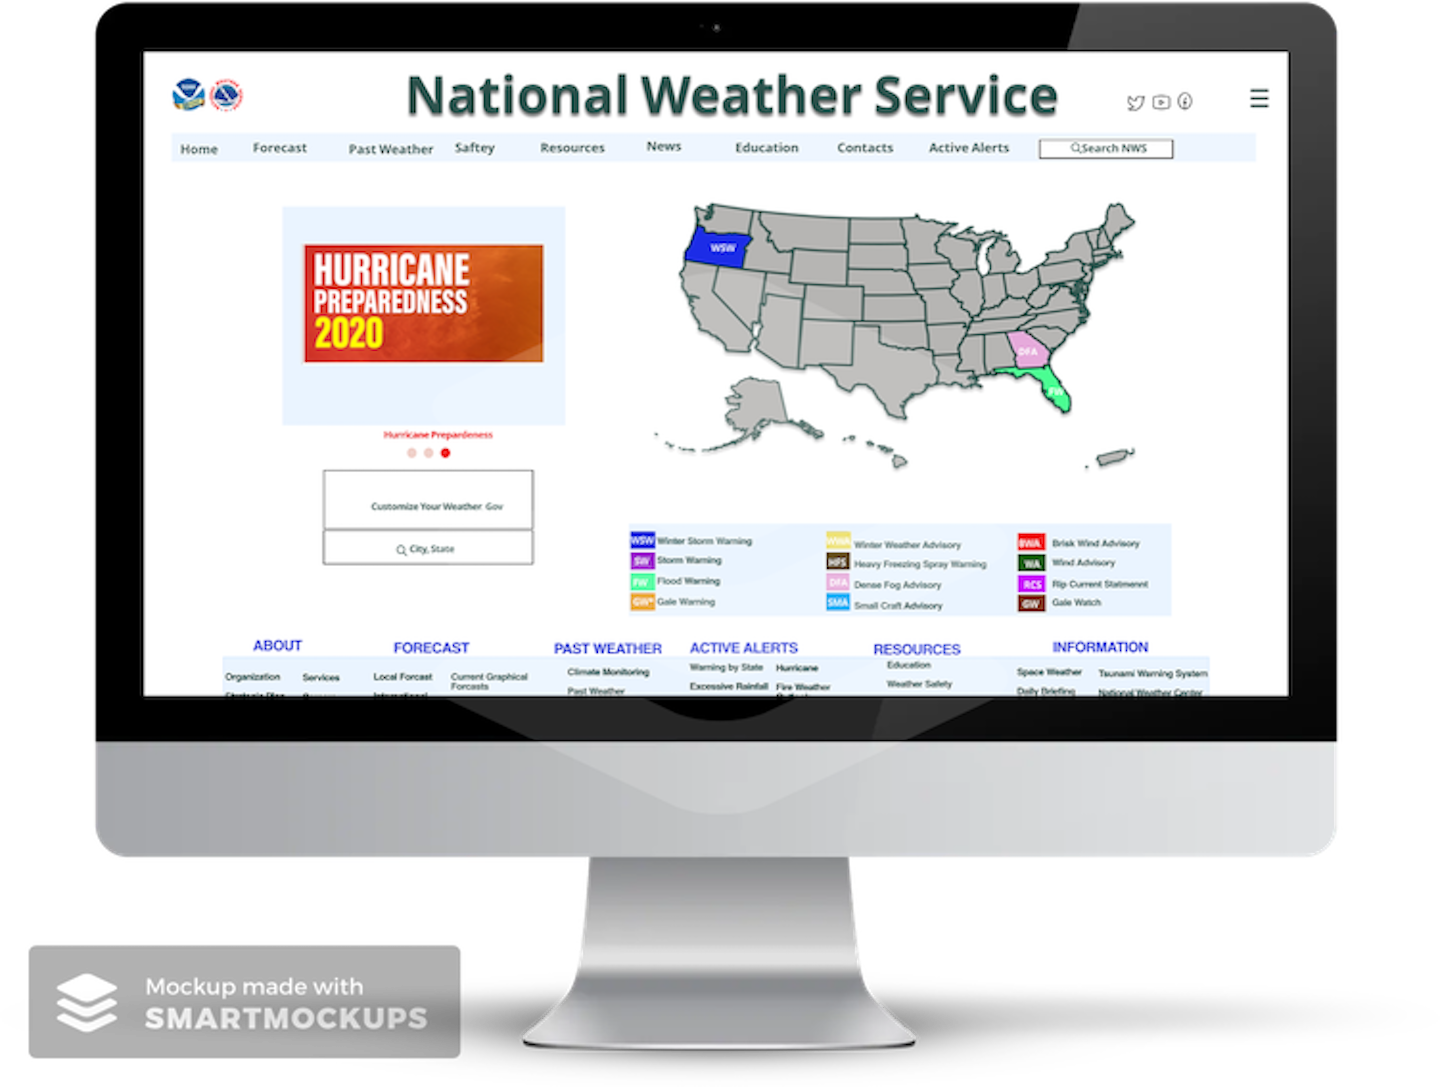 National Weather Service
Home Forecast Past Weather Saftey Resources News Education Contacts Active Alerts Search NWS
HURRICANE
PREPAREDNESS
2020
Hurricane Prepardeness
Customize Your Weather Gov
City, State
WSW
DFA
FW
WSW Winter Storm Warning
SW Storm Warning
FW Flood Warning
GW* Gale Warning
WWA Winter Weather Advisory
HFS Heavy Freezing Spray Warning
DFA Dense Fog Advisory
SMA Small Craft Advisory
BWA Brisk Wind Advisory
WA Wind Advisory
RCS Rip Current Statmennt
GW Gale Watch
ABOUT
Organization Services
FORECAST
Local Forcast Current Graphical
Forcasts
PAST WEATHER
Climate Monitoring
Past Weather
ACTIVE ALERTS
Warning by State Hurricane
Excessive Rainfall Fire Weather
RESOURCES
Education
Weather Safety
INFORMATION
Space Weather Tsunami Warning System
Daily Briefing National Weather Center
Mockup made with
SMARTMOCKUPS